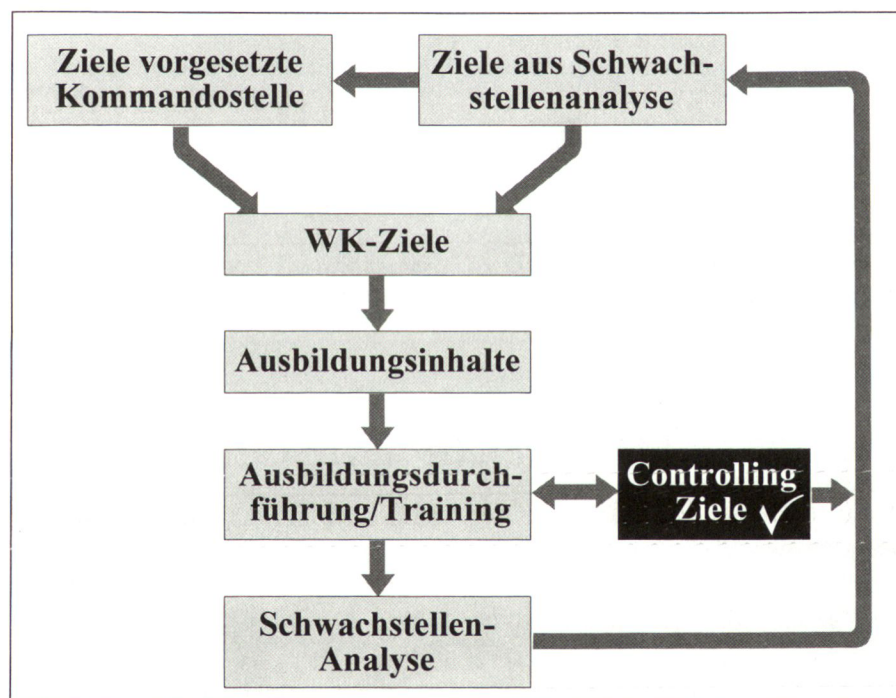 Ziele vorgesetzte
Kommandostelle
Ziele aus Schwach-
stellenanalyse
WK-Ziele
Ausbildungsinhalte
Ausbildungsdurch-
führung/Training
Controlling
Ziele ✓
Schwachstellen-
Analyse